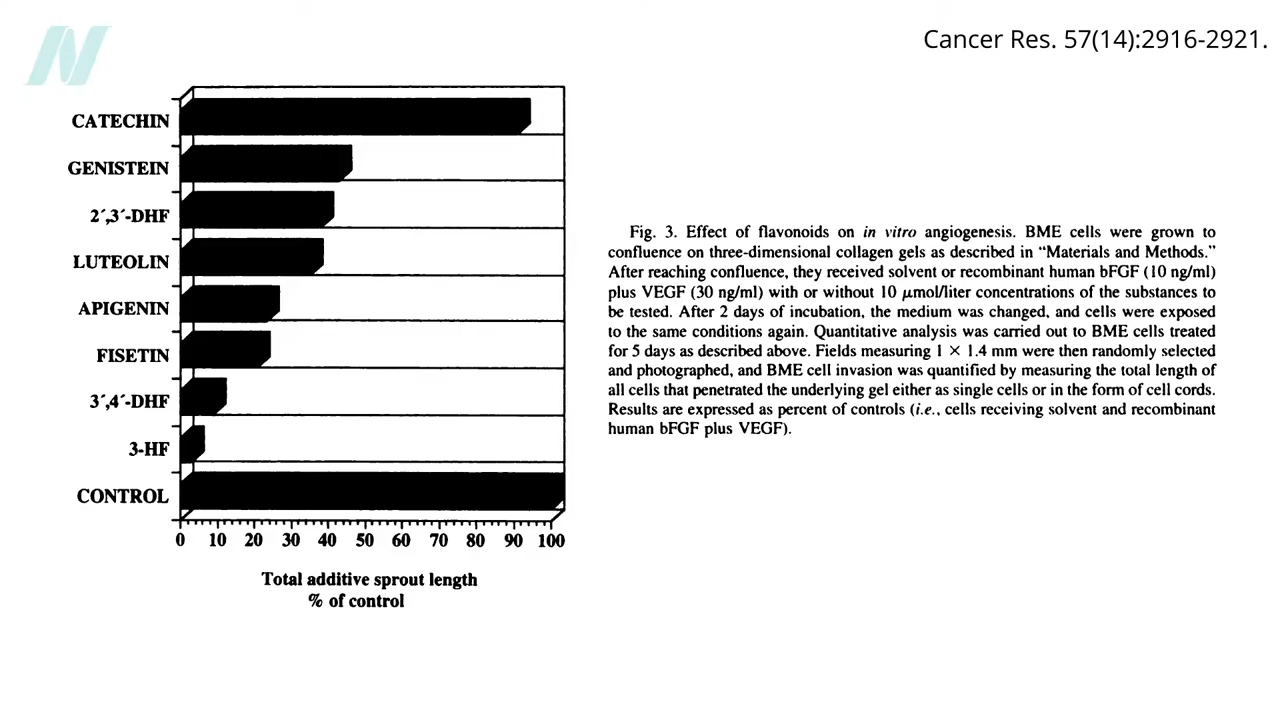 Cancer Res. 57(14):2916-2921.
CATECHIN
GENISTEIN
2´,3´-DHF
LUTEOLIN
APIGENIN
FISETIN
3´,4´-DHF
3-HF
CONTROL
0 10 20 30 40 50 60 70 80 90 100
Total additive sprout length
% of control
Fig. 3. Effect of flavonoids on in vitro angiogenesis. BME cells were grown to
confluence on three-dimensional collagen gels as described in “Materials and Methods.”
After reaching confluence, they received solvent or recombinant human bFGF (10 ng/ml)
plus VEGF (30 ng/ml) with or without 10 μmol/liter concentrations of the substances to
be tested. After 2 days of incubation, the medium was changed, and cells were exposed
to the same conditions again. Quantitative analysis was carried out to BME cells treated
for 5 days as described above. Fields measuring 1 × 1.4 mm were then randomly selected
and photographed, and BME cell invasion was quantified by measuring the total length of
all cells that penetrated the underlying gel either as single cells or in the form of cell cords.
Results are expressed as percent of controls (i.e., cells receiving solvent and recombinant
human bFGF plus VEGF).